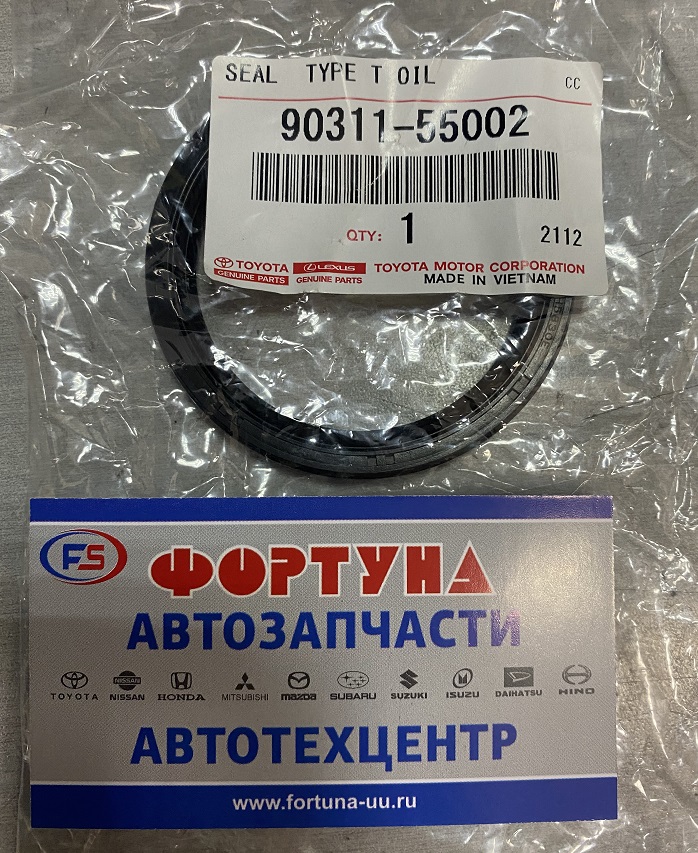 SEAL TYPE T OIL
CC
90311-55002
QTY: 1
2112
TOYOTA
GENUINE PARTS
LEXUS
GENUINE PARTS
TOYOTA MOTOR CORPORATION
MADE IN VIETNAM
FS
ФОРТУНА
АВТОЗАПЧАСТИ
TOYOTA NISSAN HONDA MITSUBISHI mazda SUBARU SUZUKI ISUZU DAIHATSU HINO
АВТОТЕХЦЕНТР
www.fortuna-uu.ru